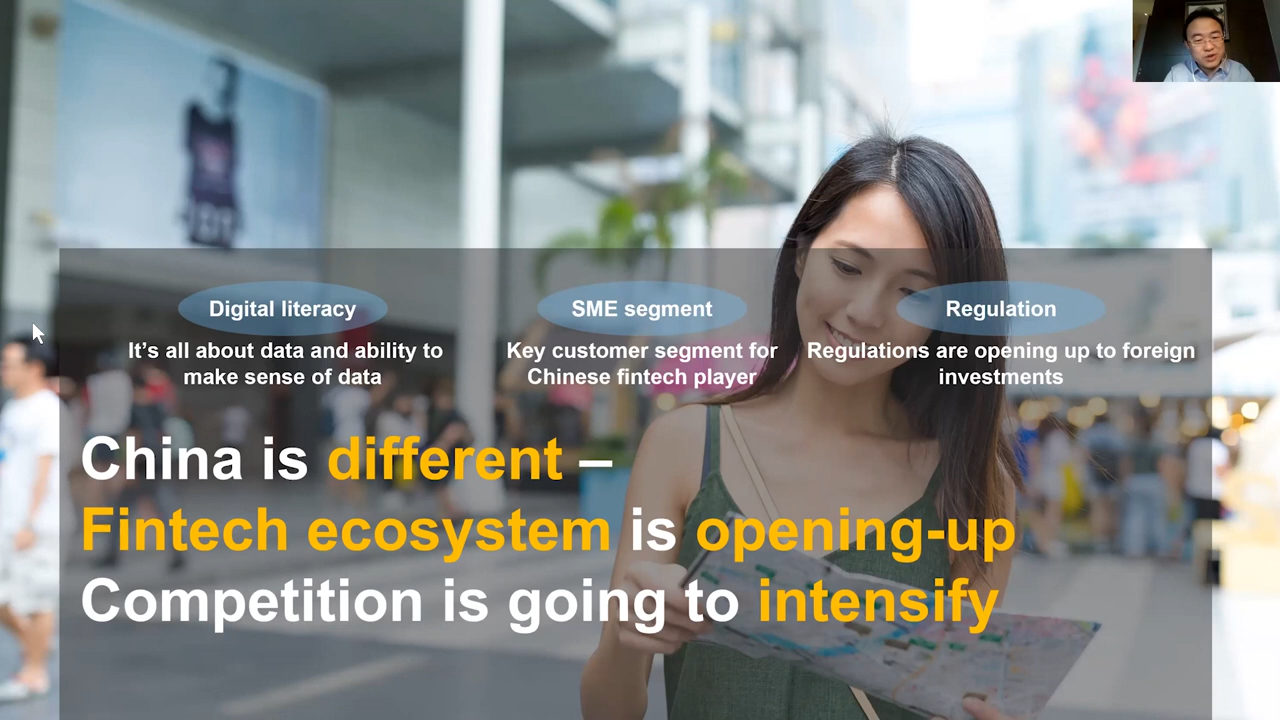 Digital literacy
It's all about data and ability to
make sense of data
SME segment
Key customer segment for
Chinese fintech player
Regulation
Regulations are opening up to foreign
investments
China is different –
Fintech ecosystem is opening-up
Competition is going to intensify